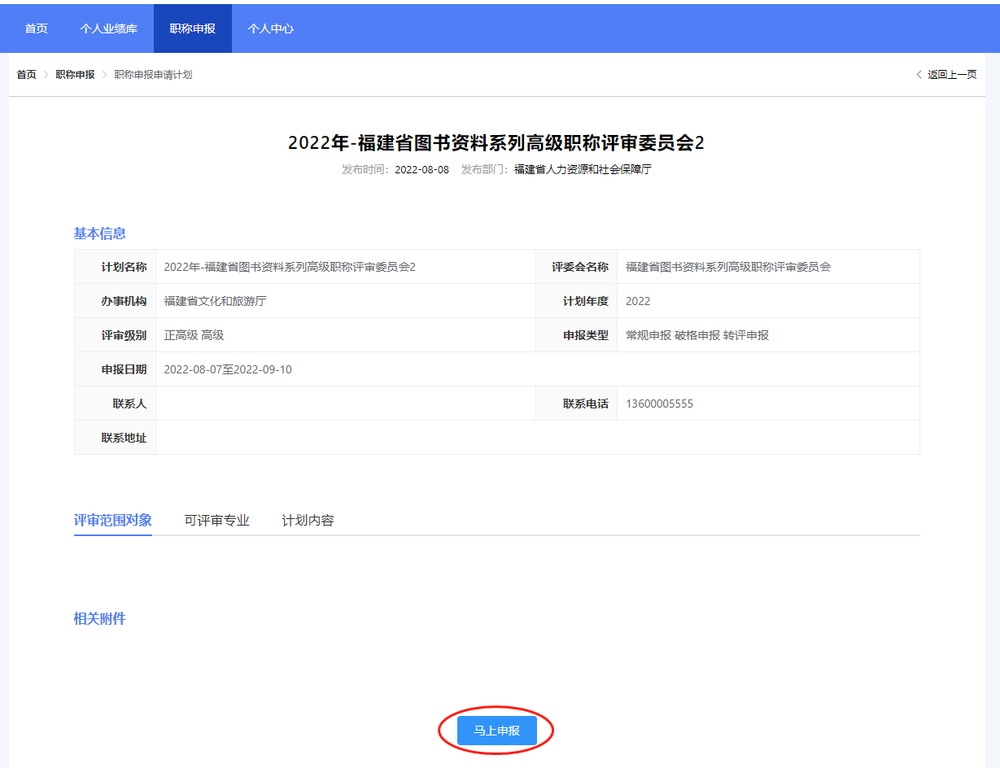 首页 个人业绩库 职称申报 个人中心
首页 > 职称申报 > 职称申报申请计划 < 返回上一页
2022年-福建省图书资料系列高级职称评审委员会2
发布时间：2022-08-08 发布部门：福建省人力资源和社会保障厅
基本信息
计划名称 2022年-福建省图书资料系列高级职称评审委员会2 评委会名称 福建省图书资料系列高级职称评审委员会
办事机构 福建省文化和旅游厅 计划年度 2022
评审级别 正高级 高级 申报类型 常规申报 破格申报 转评申报
申报日期 2022-08-07至2022-09-10
联系人 联系电话 13600005555
联系地址
评审范围对象 可评审专业 计划内容
相关附件
马上申报